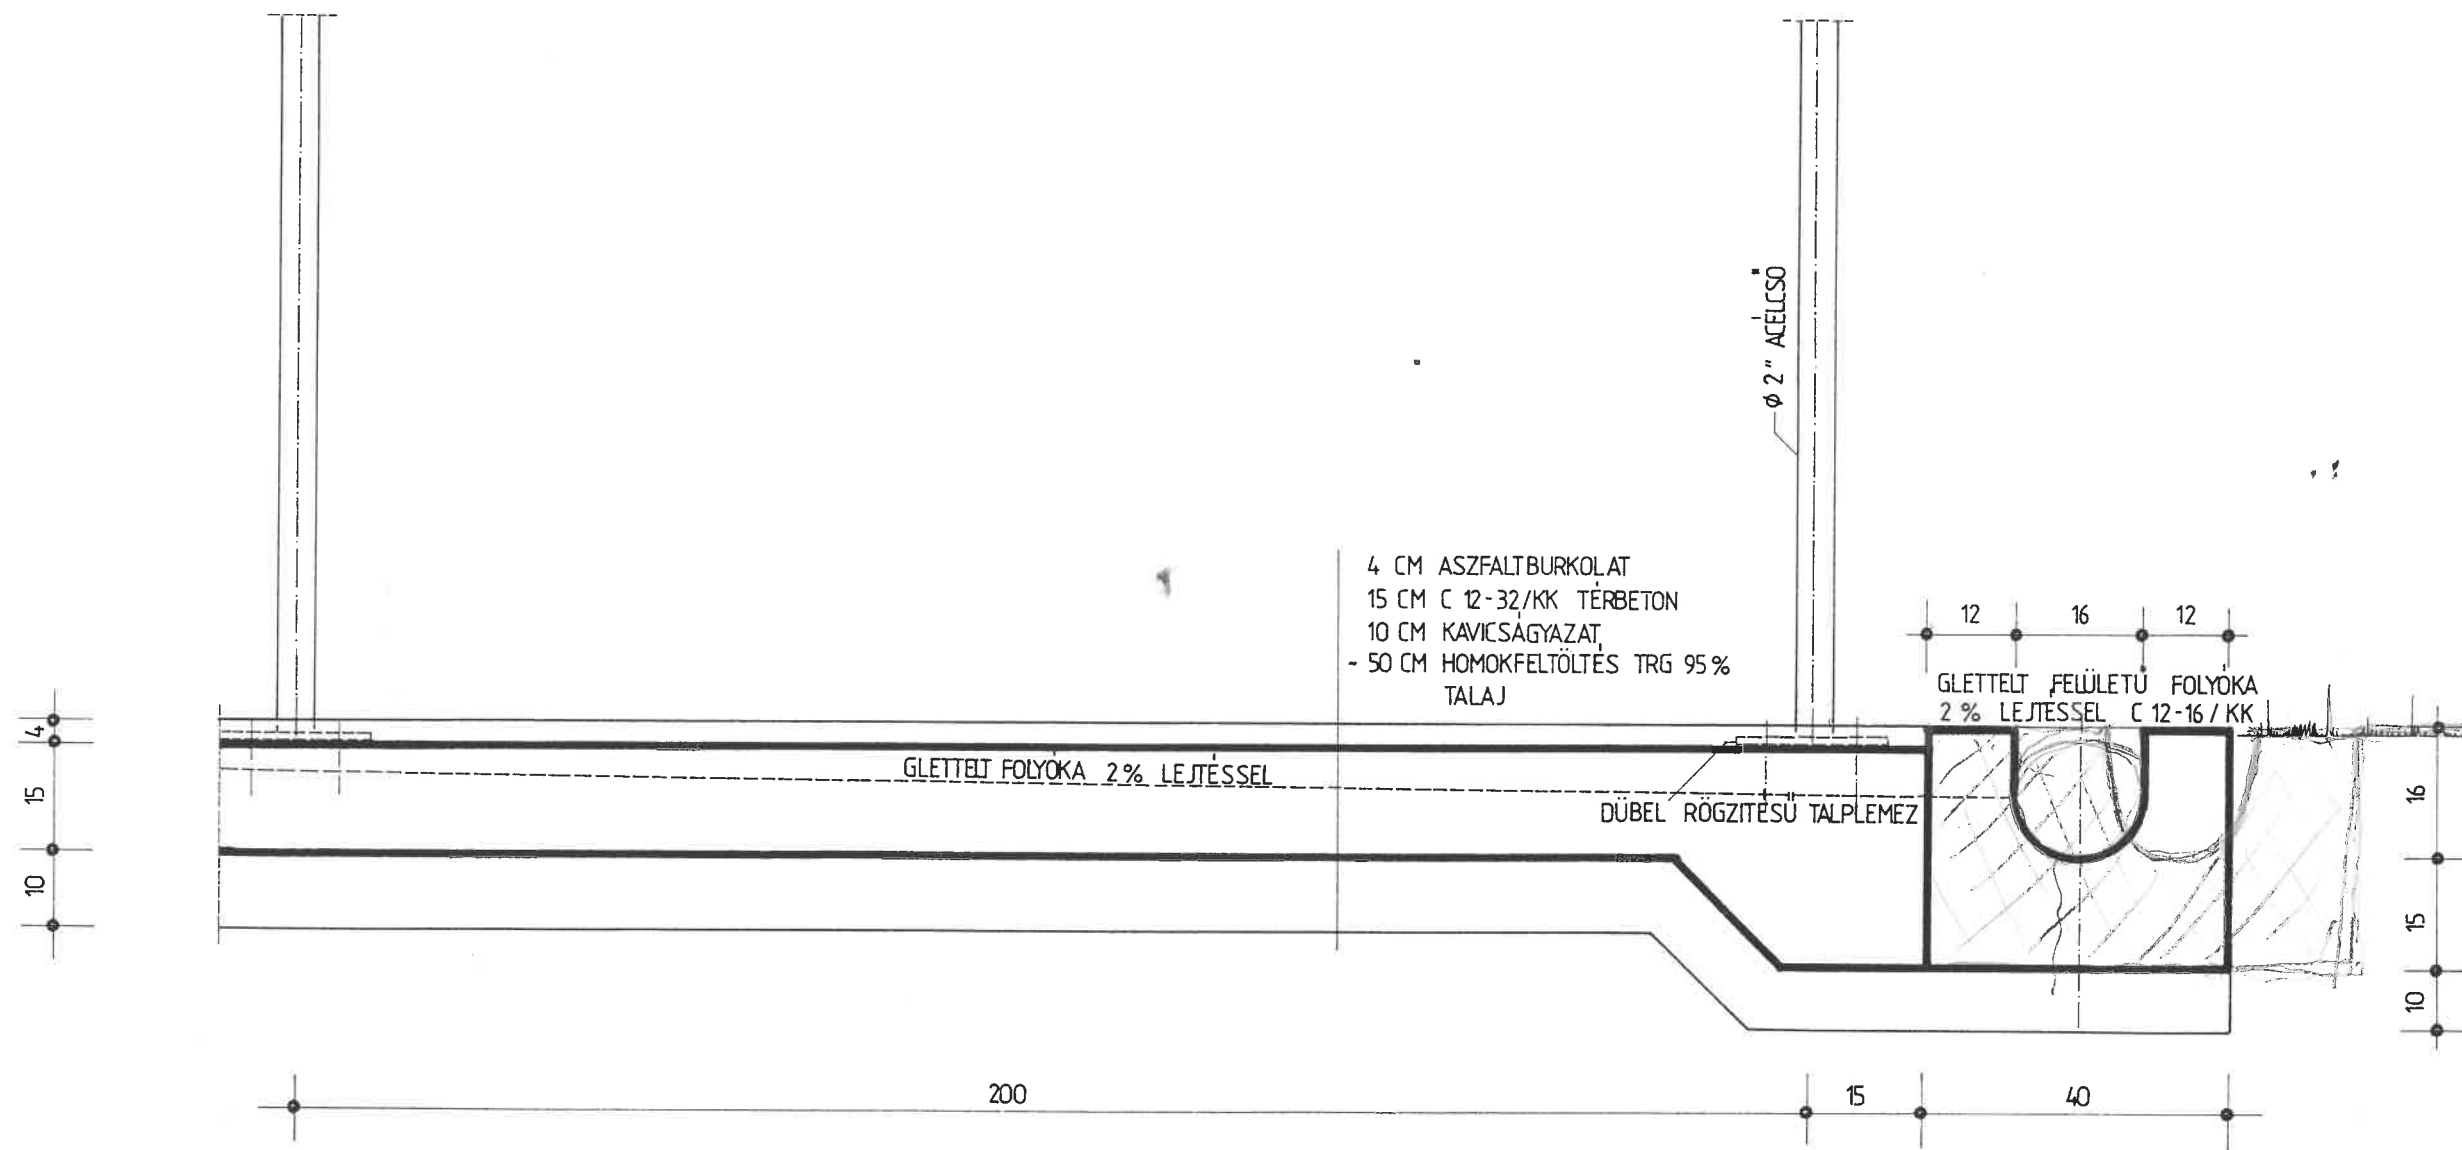 φ 2" ACÉLCSŐ
4 CM ASZFALTBURKOLAT
15 CM C 12-32/KK TÉRBETON
10 CM KAVICSÁGYAZAT
~ 50 CM HOMOKFELTÖLTÉS TRG 95%
TALAJ
12 16 12
GLETTELT FELÜLETŰ FOLYÓKA
2% LEJTÉSSEL C 12-16 / KK
4
15
10
GLETTELT FOLYÓKA 2% LEJTÉSSEL
DÜBEL RÖGZÍTÉSŰ TALPLEMEZ
16
15
10
200 15 40